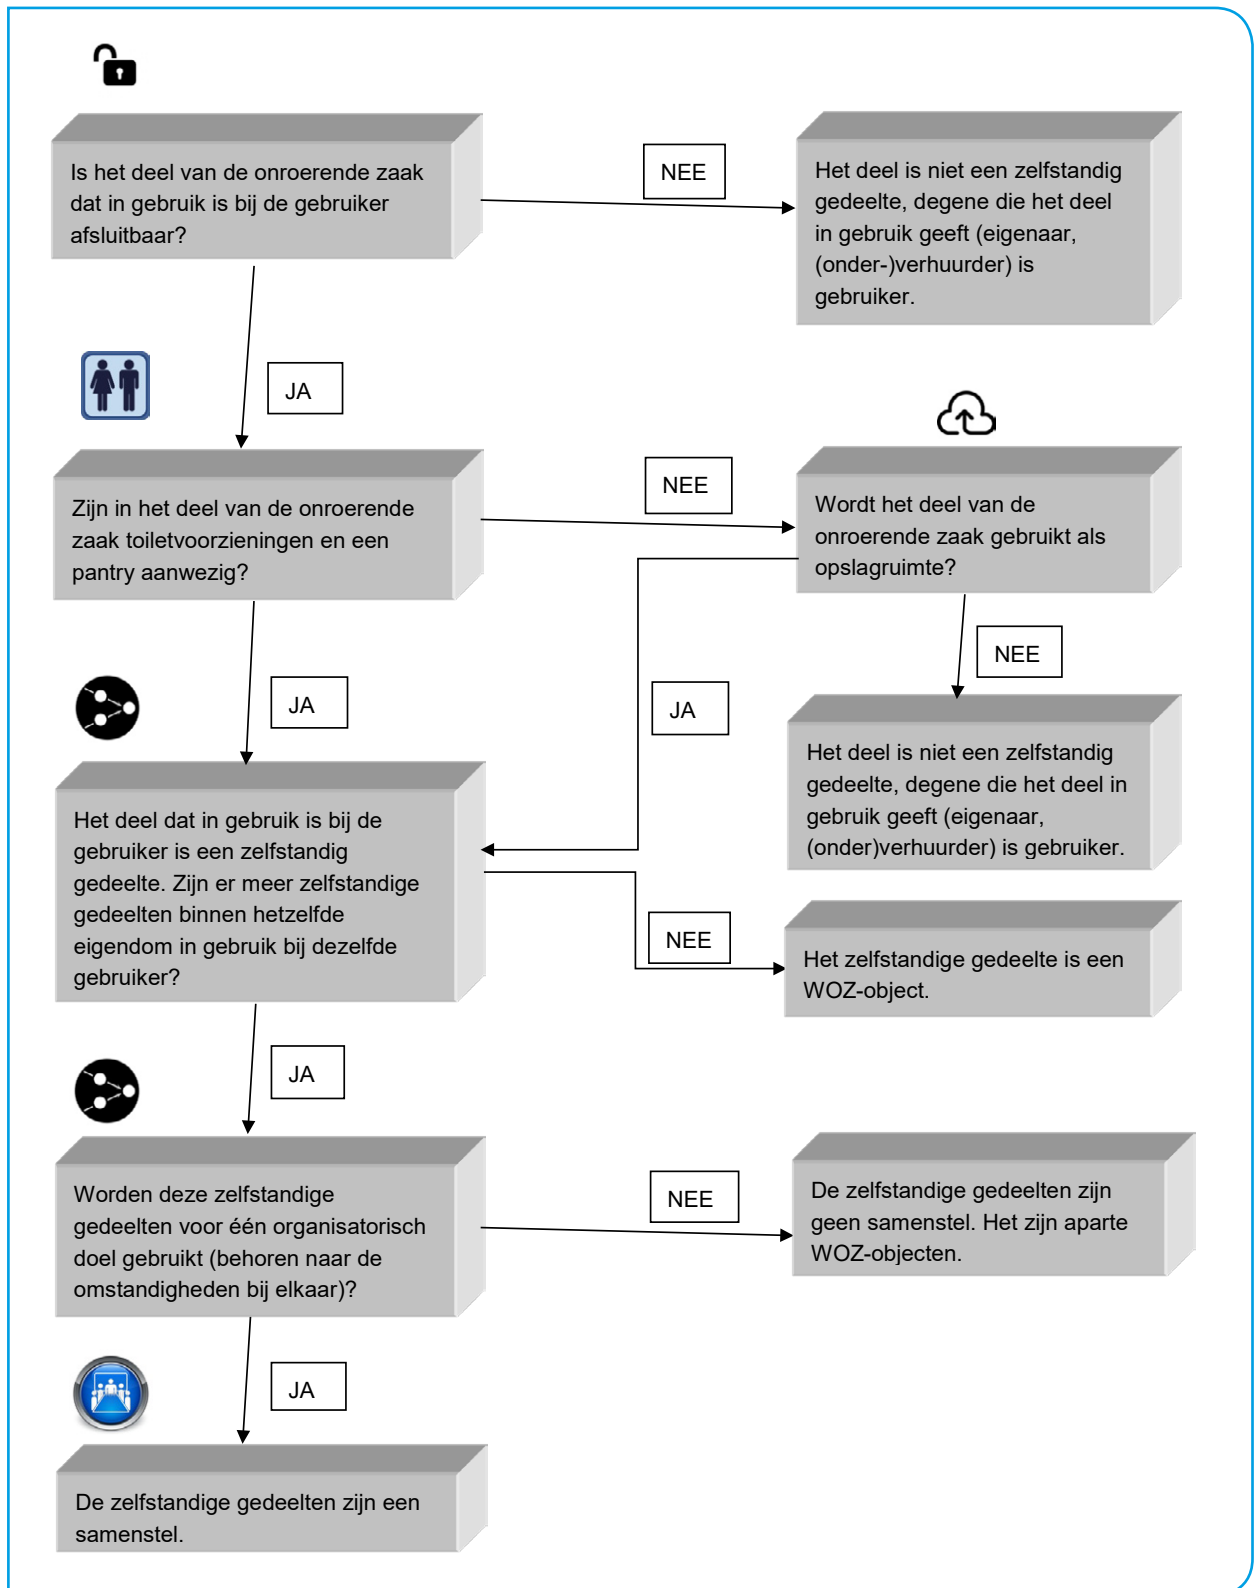 Is het deel van de onroerende zaak
dat in gebruik is bij de gebruiker
afsluitbaar?
NEE
Het deel is niet een zelfstandig
gedeelte, degene die het deel
in gebruik geeft (eigenaar,
(onder-)verhuurder) is
gebruiker.
JA
Zijn in het deel van de onroerende
zaak toiletvoorzieningen en een
pantry aanwezig?
NEE
Wordt het deel van de
onroerende zaak gebruikt als
opslagruimte?
NEE
JA
JA
Het deel is niet een zelfstandig
gedeelte, degene die het deel in
gebruik geeft (eigenaar,
(onder)verhuurder) is gebruiker.
Het deel dat in gebruik is bij de
gebruiker is een zelfstandig
gedeelte. Zijn er meer zelfstandige
gedeelten binnen hetzelfde
eigendom in gebruik bij dezelfde
gebruiker?
NEE
Het zelfstandige gedeelte is een
WOZ-object.
JA
Worden deze zelfstandige
gedeelten voor één organisatorisch
doel gebruikt (behoren naar de
omstandigheden bij elkaar)?
NEE
De zelfstandige gedeelten zijn
geen samenstel. Het zijn aparte
WOZ-objecten.
JA
De zelfstandige gedeelten zijn een
samenstel.